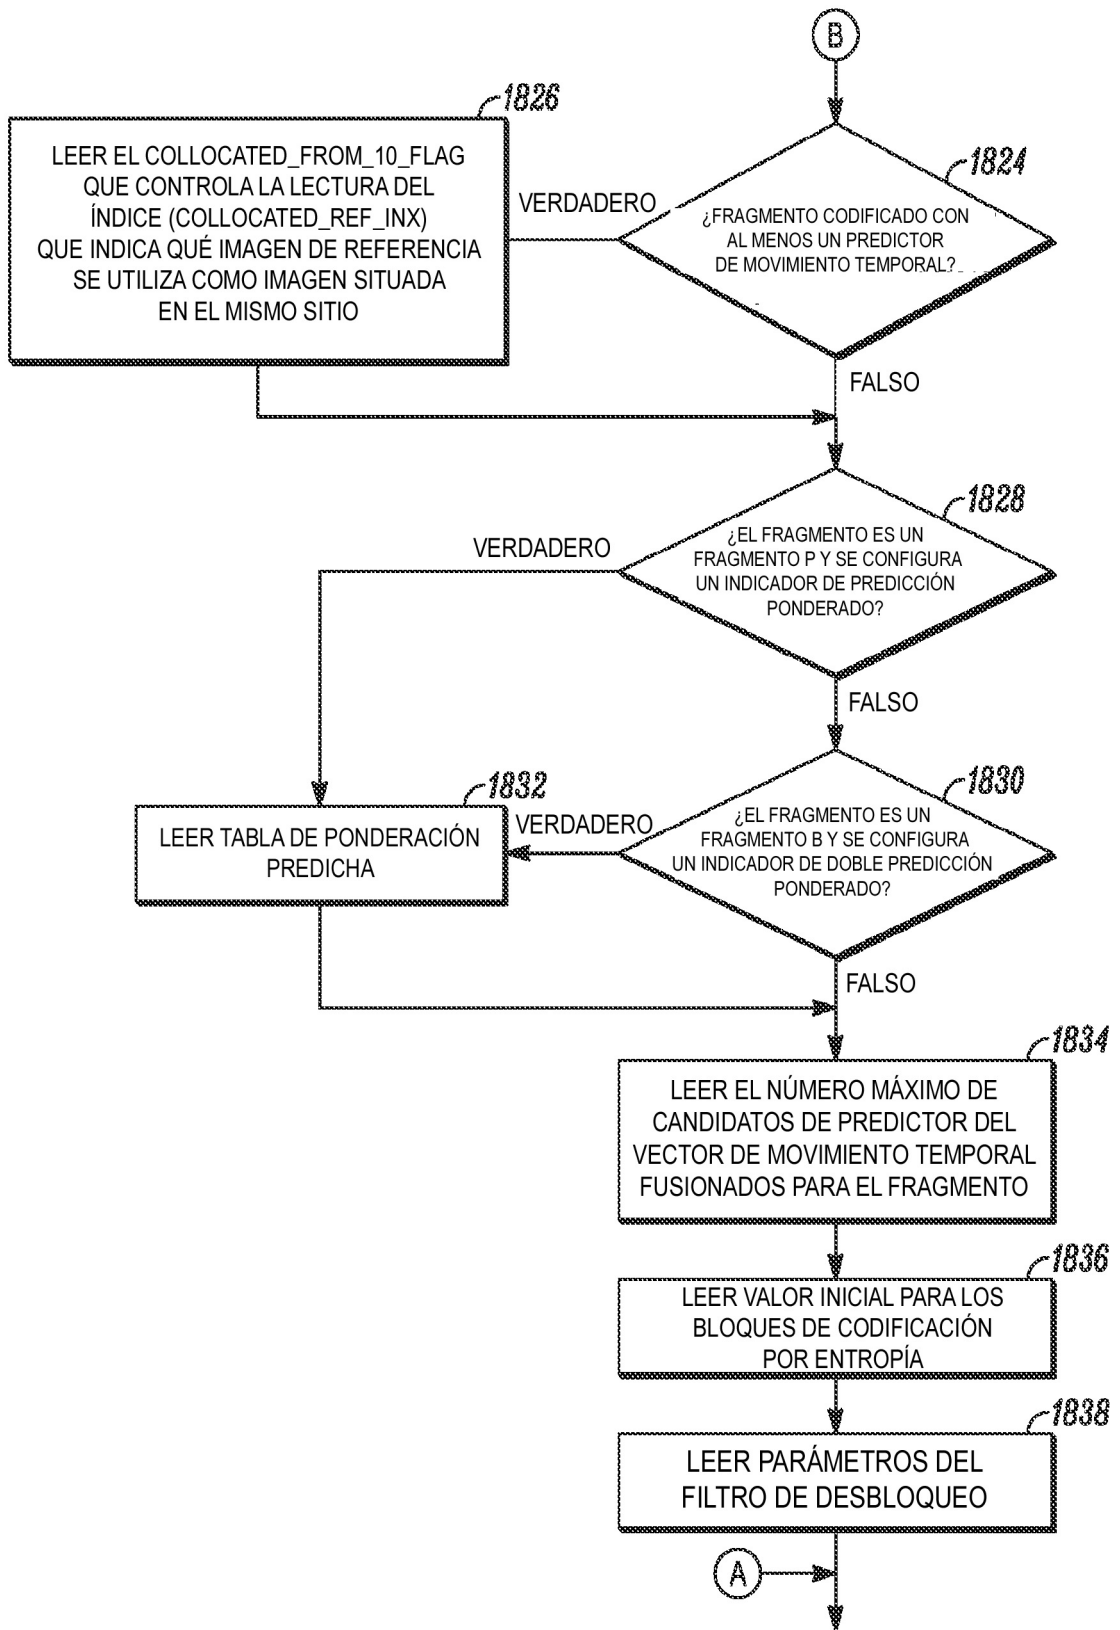 B
1826
LEER EL COLLOCATED_FROM_10_FLAG
QUE CONTROLA LA LECTURA DEL
ÍNDICE (COLLOCATED_REF_INX)
QUE INDICA QUÉ IMAGEN DE REFERENCIA
SE UTILIZA COMO IMAGEN SITUADA
EN EL MISMO SITIO
VERDADERO
1824
¿FRAGMENTO CODIFICADO CON
AL MENOS UN PREDICTOR
DE MOVIMIENTO TEMPORAL?
FALSO
1828
¿EL FRAGMENTO ES UN
FRAGMENTO P Y SE CONFIGURA
UN INDICADOR DE PREDICCIÓN
PONDERADO?
VERDADERO
FALSO
1832
LEER TABLA DE PONDERACIÓN
PREDICHA
VERDADERO
1830
¿EL FRAGMENTO ES UN
FRAGMENTO B Y SE CONFIGURA
UN INDICADOR DE DOBLE PREDICCIÓN
PONDERADO?
FALSO
1834
LEER EL NÚMERO MÁXIMO DE
CANDIDATOS DE PREDICTOR DEL
VECTOR DE MOVIMIENTO TEMPORAL
FUSIONADOS PARA EL FRAGMENTO
1836
LEER VALOR INICIAL PARA LOS
BLOQUES DE CODIFICACIÓN
POR ENTROPÍA
1838
LEER PARÁMETROS DEL
FILTRO DE DESBLOQUEO
A